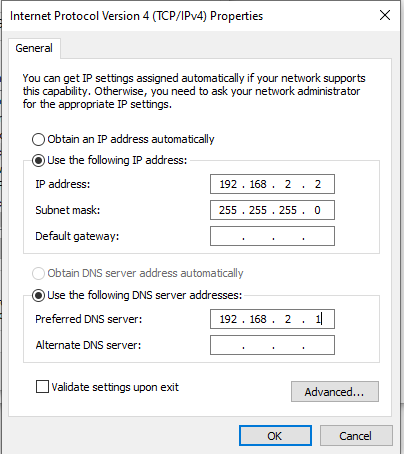 Internet Protocol Version 4 (TCP/IPv4) Properties
General
You can get IP settings assigned automatically if your network supports
this capability. Otherwise, you need to ask your network administrator
for the appropriate IP settings.
Obtain an IP address automatically
Use the following IP address:
IP address: 192 . 168 . 2 . 2
Subnet mask: 255 . 255 . 255 . 0
Default gateway: . . .
Obtain DNS server address automatically
Use the following DNS server addresses:
Preferred DNS server: 192 . 168 . 2 . 1
Alternate DNS server: . . .
Validate settings upon exit
Advanced...
OK Cancel